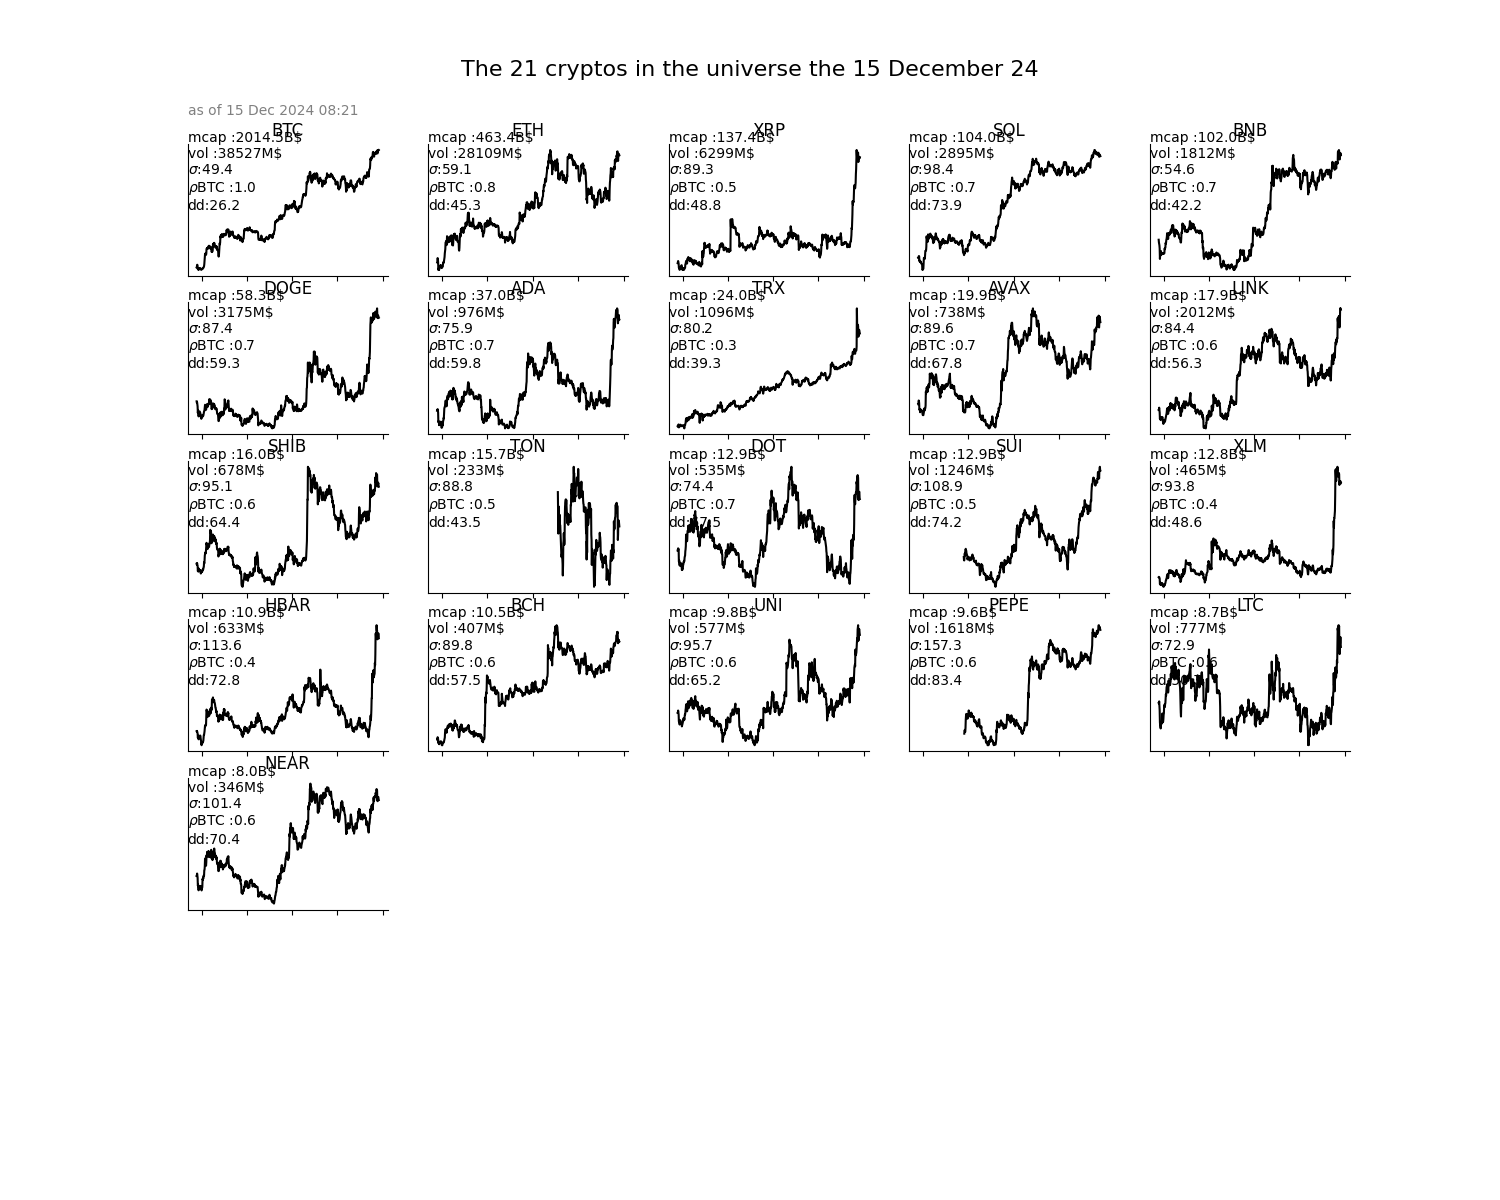 The 21 cryptos in the universe the 15 December 24
as of 15 Dec 2024 08:21
BTC
mcap :2014.5B$
vol :38527M$
σ:49.4
ρBTC :1.0
dd:26.2
ETH
mcap :463.4B$
vol :28109M$
σ:59.1
ρBTC :0.8
dd:45.3
XRP
mcap :137.4B$
vol :6299M$
σ:89.3
ρBTC :0.5
dd:48.8
SOL
mcap :104.0B$
vol :2895M$
σ:98.4
ρBTC :0.7
dd:73.9
BNB
mcap :102.0B$
vol :1812M$
σ:54.6
ρBTC :0.7
dd:42.2
DOGE
mcap :58.3B$
vol :3175M$
σ:87.4
ρBTC :0.7
dd:59.3
ADA
mcap :37.0B$
vol :976M$
σ:75.9
ρBTC :0.7
dd:59.8
TRX
mcap :24.0B$
vol :1096M$
σ:80.2
ρBTC :0.3
dd:39.3
AVAX
mcap :19.9B$
vol :738M$
σ:89.6
ρBTC :0.7
dd:67.8
LINK
mcap :17.9B$
vol :2012M$
σ:84.4
ρBTC :0.6
dd:56.3
SHIB
mcap :16.0B$
vol :678M$
σ:95.1
ρBTC :0.6
dd:64.4
TON
mcap :15.7B$
vol :233M$
σ:88.8
ρBTC :0.5
dd:43.5
DOT
mcap :12.9B$
vol :535M$
σ:74.4
ρBTC :0.7
SUI
mcap :12.9B$
vol :1246M$
σ:108.9
ρBTC :0.5
dd:74.2
XLM
mcap :12.8B$
vol :465M$
σ:93.8
ρBTC :0.4
dd:48.6
HBAR
mcap :10.9B$
vol :633M$
σ:113.6
ρBTC :0.4
dd:72.8
BCH
mcap :10.5B$
vol :407M$
σ:89.8
ρBTC :0.6
dd:57.5
UNI
mcap :9.8B$
vol :577M$
σ:95.7
ρBTC :0.6
dd:65.2
PEPE
mcap :9.6B$
vol :1618M$
σ:157.3
ρBTC :0.6
dd:83.4
LTC
mcap :8.7B$
vol :777M$
σ:72.9
ρBTC :0.6
NEAR
mcap :8.0B$
vol :346M$
σ:101.4
ρBTC :0.6
dd:70.4